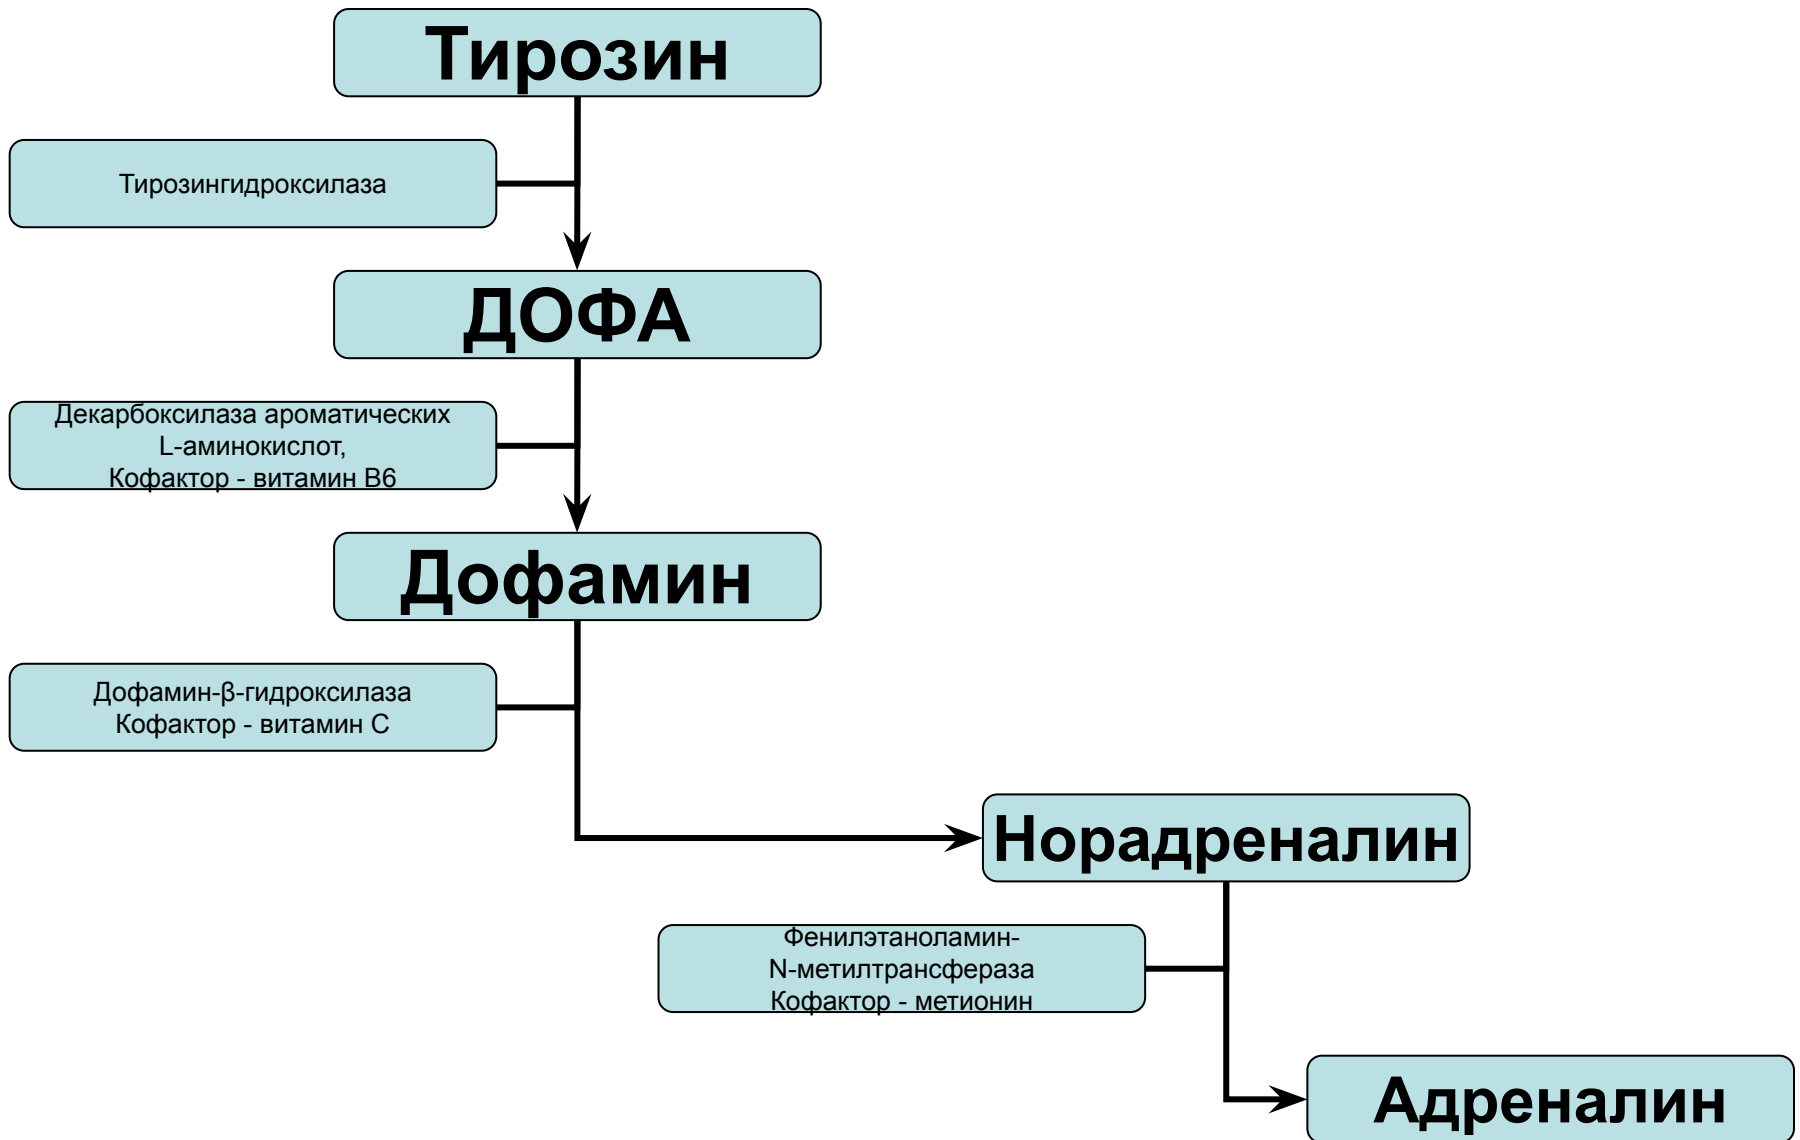 Тирозин
Тирозингидроксилаза
ДОФА
Декарбоксилаза ароматических
L-аминокислот,
Кофактор - витамин В6
Дофамин
Дофамин-β-гидроксилаза
Кофактор - витамин С
Норадреналин
Фенилэтаноламин-
N-метилтрансфераза
Кофактор - метионин
Адреналин